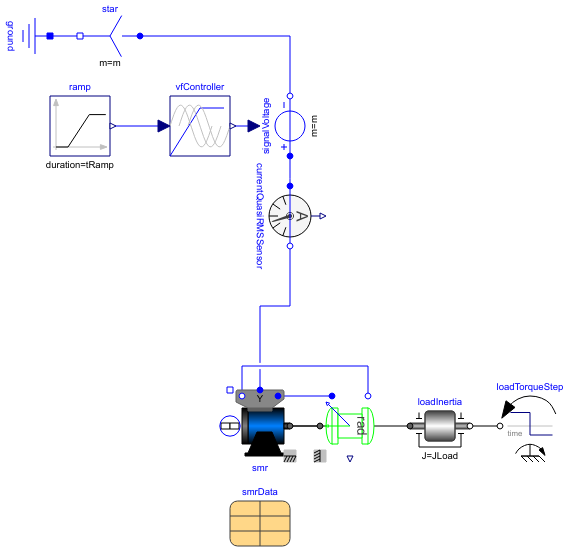 star
ground
m=m
ramp
vfController
signalVoltage
m=m
duration=tRamp
currentQuasiRMSSensor
A
Y
rad
loadTorqueStep
loadInertia
time
J=JLoad
smr
smrData